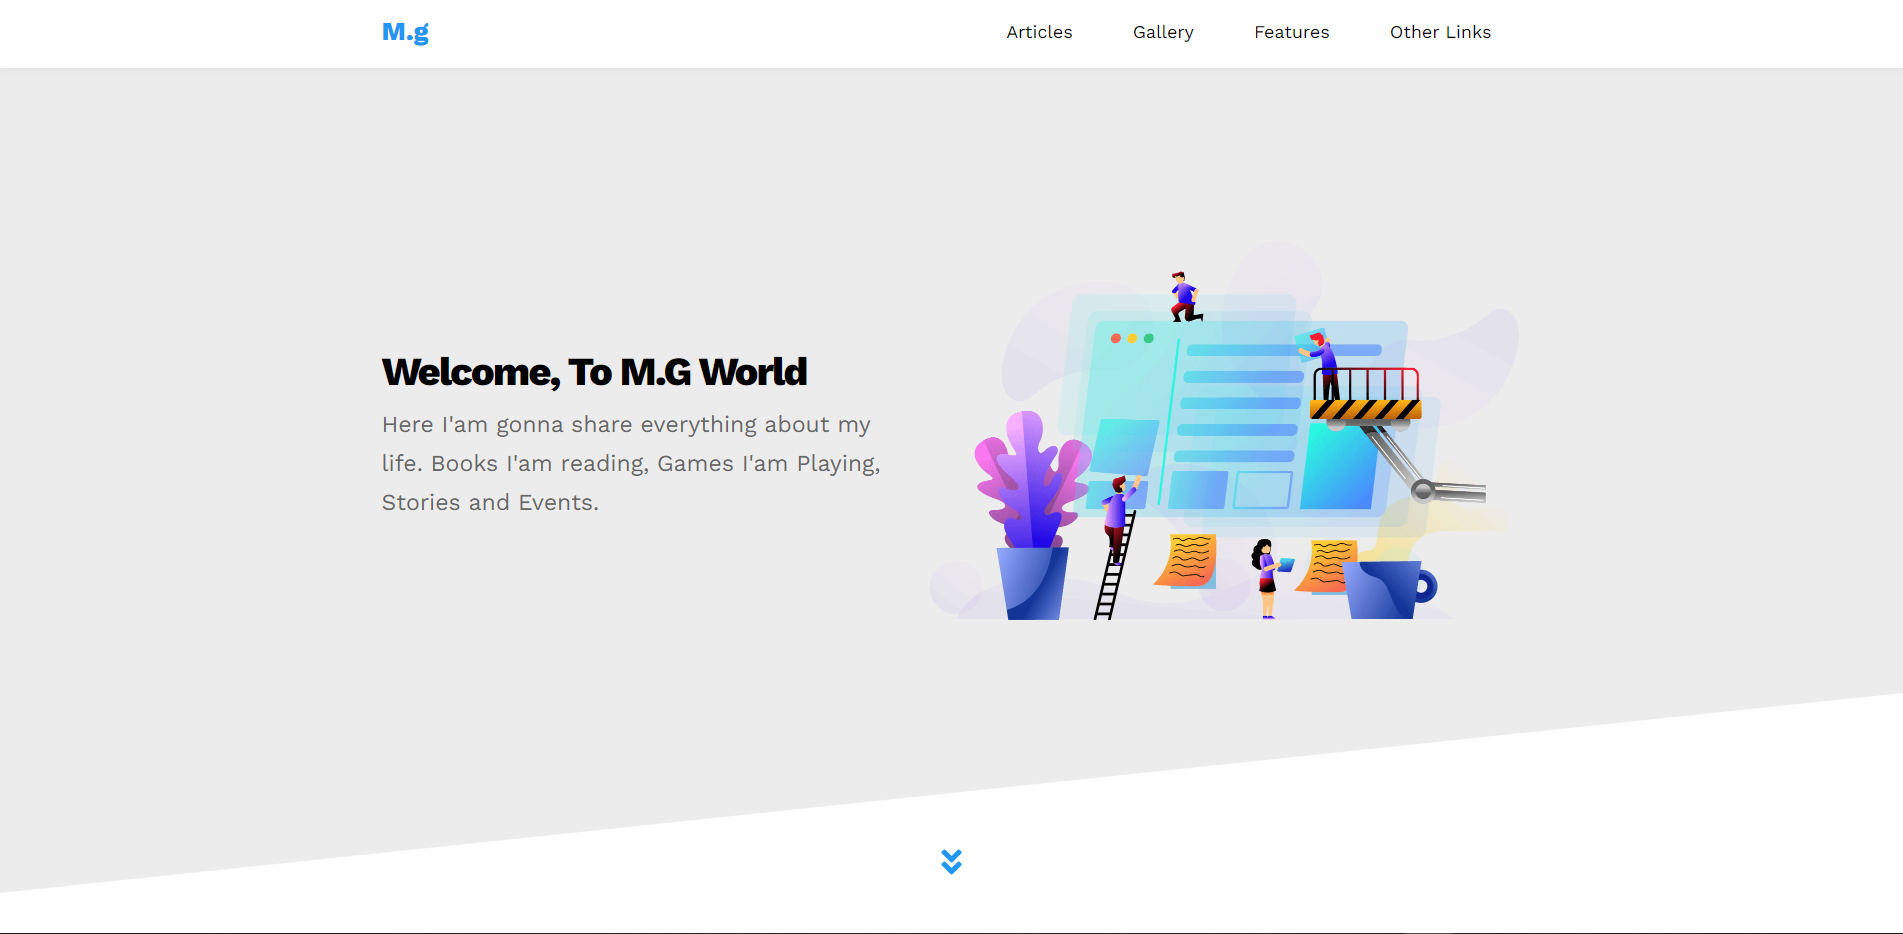 M.g
Articles
Gallery
Features
Other Links
Welcome, To M.G World
Here I'am gonna share everything about my
life. Books I'am reading, Games I'am Playing,
Stories and Events.